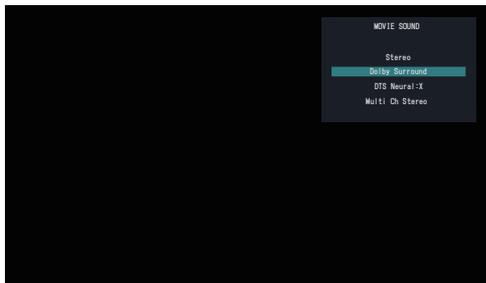 MOVIE SOUND
Stereo
Dolby Surround
DTS Neural:X
Multi Ch Stereo